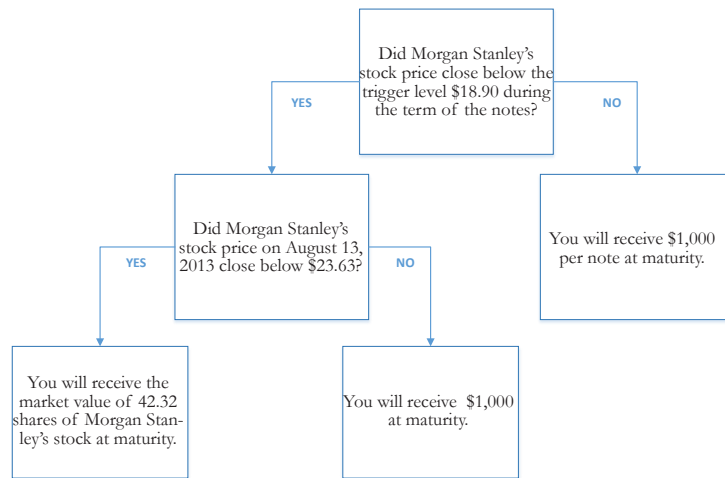 Did Morgan Stanley's
stock price close below the
trigger level $18.90 during
the term of the notes?
YES
NO
Did Morgan Stanley's
stock price on August 13,
2013 close below $23.63?
You will receive $1,000
per note at maturity.
YES
NO
You will receive the
market value of 42.32
shares of Morgan Stan-
ley's stock at maturity.
You will receive $1,000
at maturity.